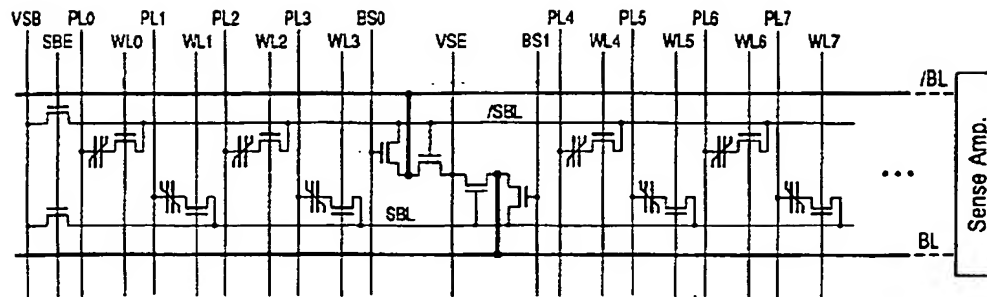 VSB PL0 PL1 PL2 PL3 BS0 PL4 PL5 PL6 PL7
SBE WL0 WL1 WL2 WL3 VSE BS1 WL4 WL5 WL6 WL7
/BL
/SBL
SBL
BL
Sense Amp.